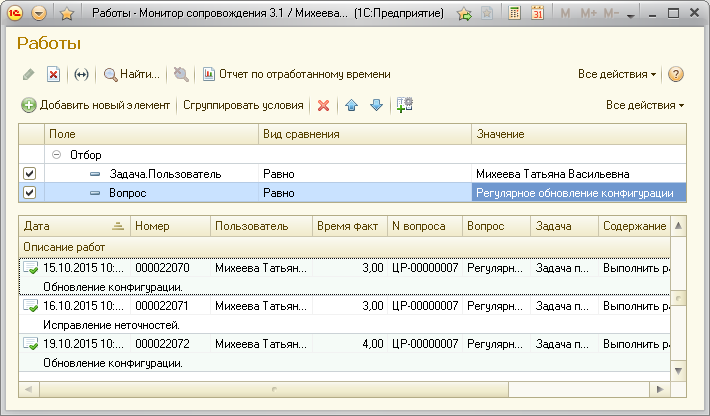 Работы - Монитор сопровождения 3.1 / Михеева... (1С:Предприятие)
M M+ M-
Работы
Найти... Отчет по отработанному времени Все действия
Добавить новый элемент Сгруппировать условия Все действия
Поле Вид сравнения Значение
Отбор
Задача.Пользователь Равно Михеева Татьяна Васильевна
Вопрос Равно Регулярное обновление конфигурации
Дата Номер Пользователь Время Факт N вопроса Вопрос Задача Содержание
Описание работ
15.10.2015 10:... 000022070 Михеева Татьян... 3,00 ЦР-00000007 Регулярн... Задача п... Выполнить ра
Обновление конфигурации.
16.10.2015 10:... 000022071 Михеева Татьян... 3,00 ЦР-00000007 Регулярн... Задача п... Выполнить ра
Исправление неточностей.
19.10.2015 10:... 000022072 Михеева Татьян... 4,00 ЦР-00000007 Регулярн... Задача п... Выполнить ра
Обновление конфигурации.